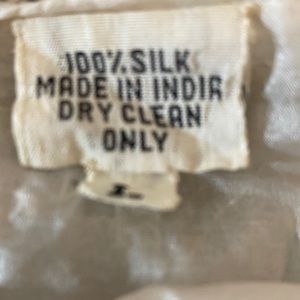 100% SILK
MADE IN INDIA
DRY CLEAN
ONLY